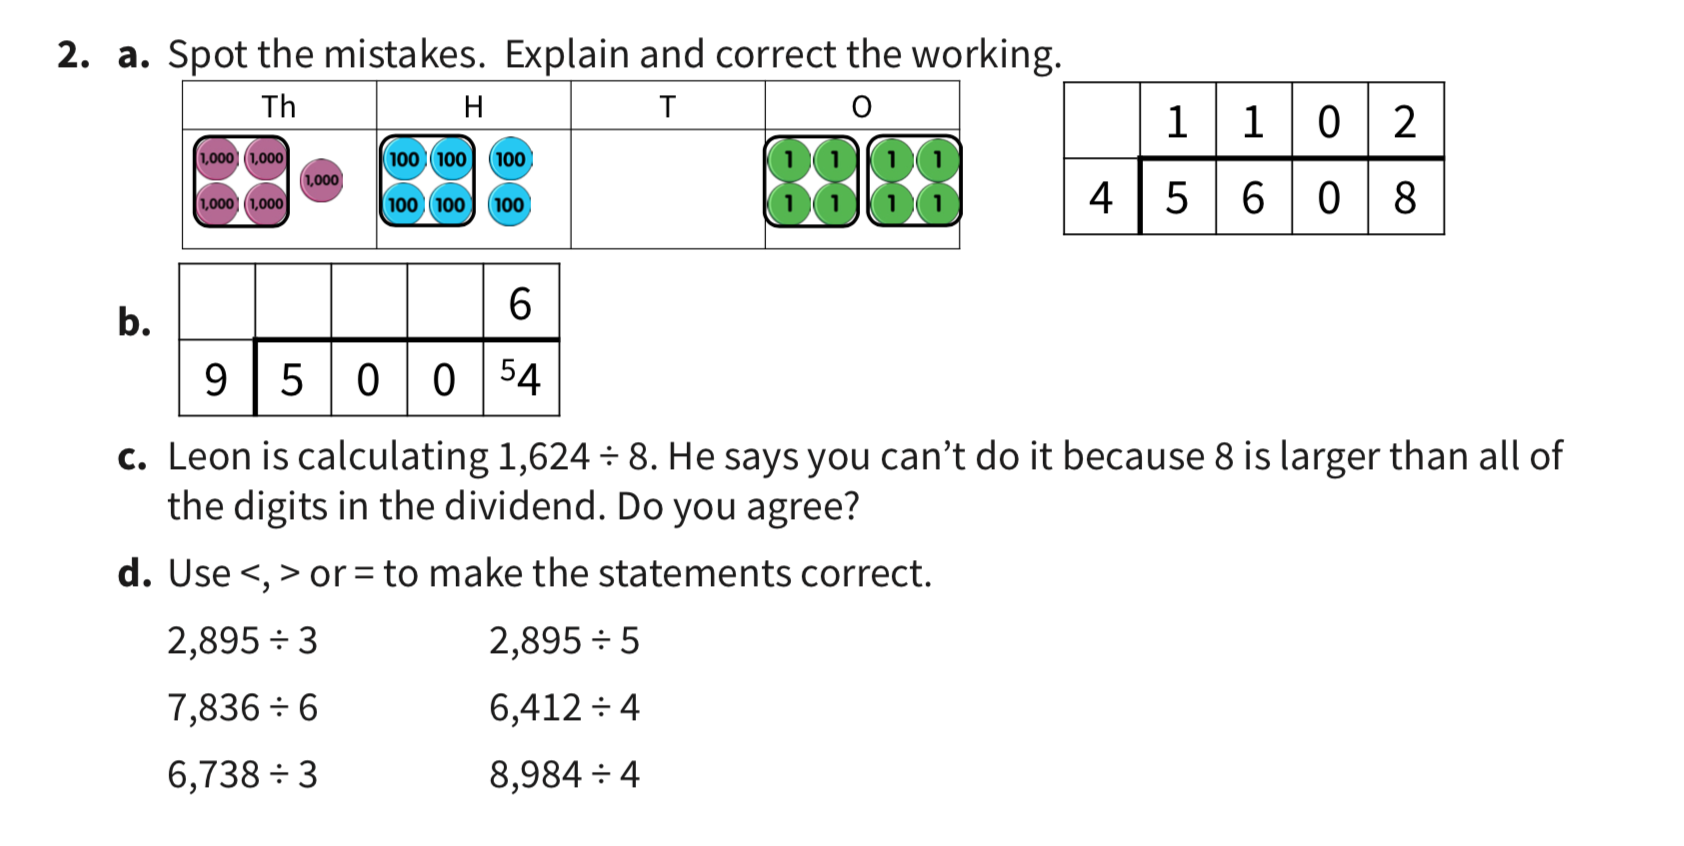 2. a. Spot the mistakes. Explain and correct the working.
Th H T O
1,000 1,000 1,000 100 100 100 1 1 1 1
1,000 1,000 100 100 100 1 1 1 1
1 1 0 2
4 5 6 0 8
b. 6
9 5 0 0 ⁵4
c. Leon is calculating 1,624 ÷ 8. He says you can’t do it because 8 is larger than all of
the digits in the dividend. Do you agree?
d. Use <, > or = to make the statements correct.
2,895 ÷ 3 2,895 ÷ 5
7,836 ÷ 6 6,412 ÷ 4
6,738 ÷ 3 8,984 ÷ 4